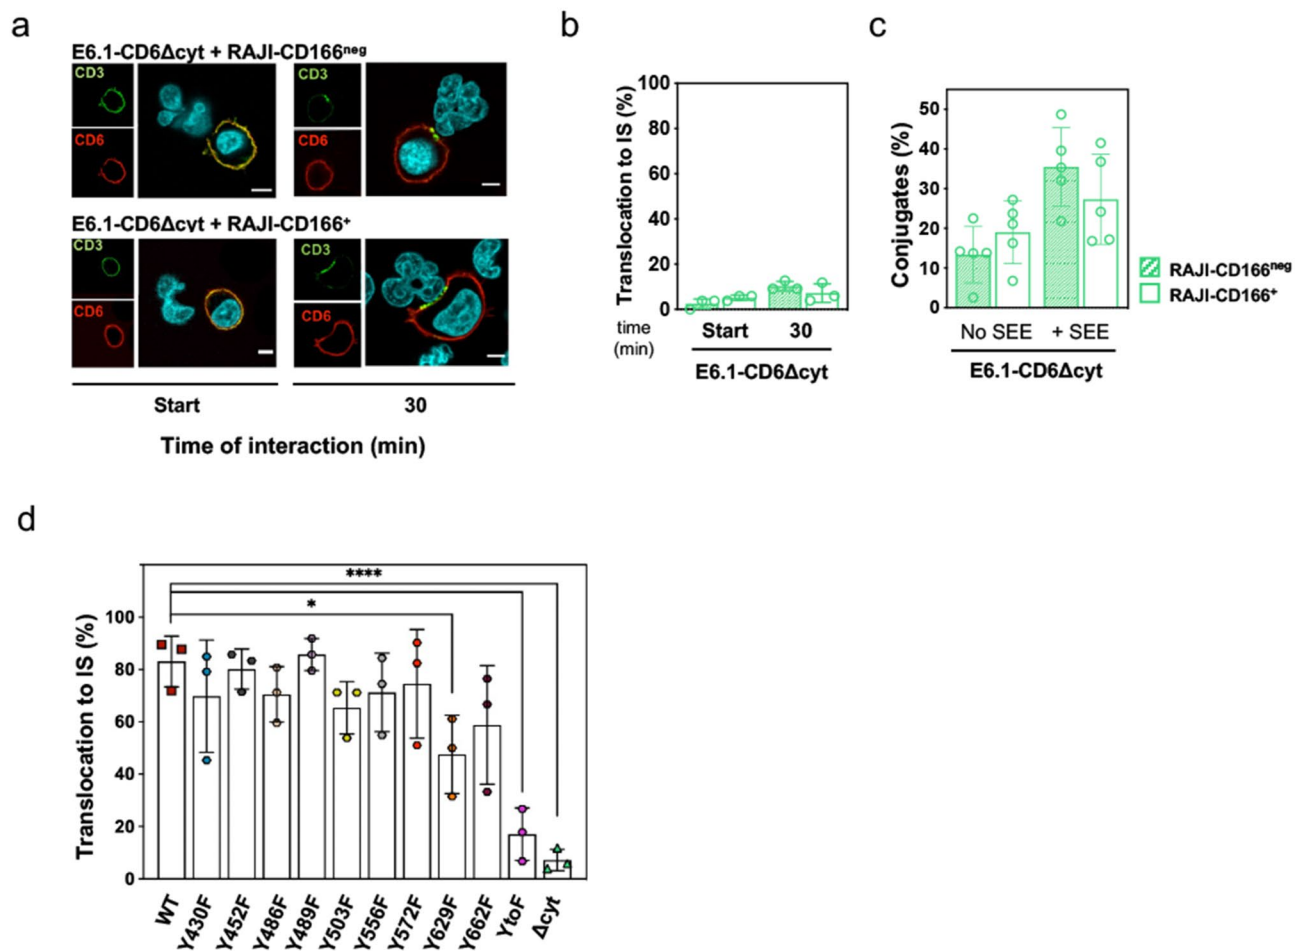 a
E6.1-CD6Δcyt + RAJI-CD166neg
CD3
CD6
CD3
CD6
E6.1-CD6Δcyt + RAJI-CD166+
CD3
CD6
CD3
CD6
Start
30
Time of interaction (min)
b
Translocation to IS (%)
100
80
60
40
20
0
time
(min)
Start
30
E6.1-CD6Δcyt
c
Conjugates (%)
50
40
30
20
10
0
No SEE
+ SEE
E6.1-CD6Δcyt
RAJI-CD166neg
RAJI-CD166+
d
Translocation to IS (%)
100
80
60
40
20
0
****
*
WT
Y430F
Y452F
Y486F
Y489F
Y503F
Y556F
Y572F
Y629F
Y662F
YtoF
Δcyt